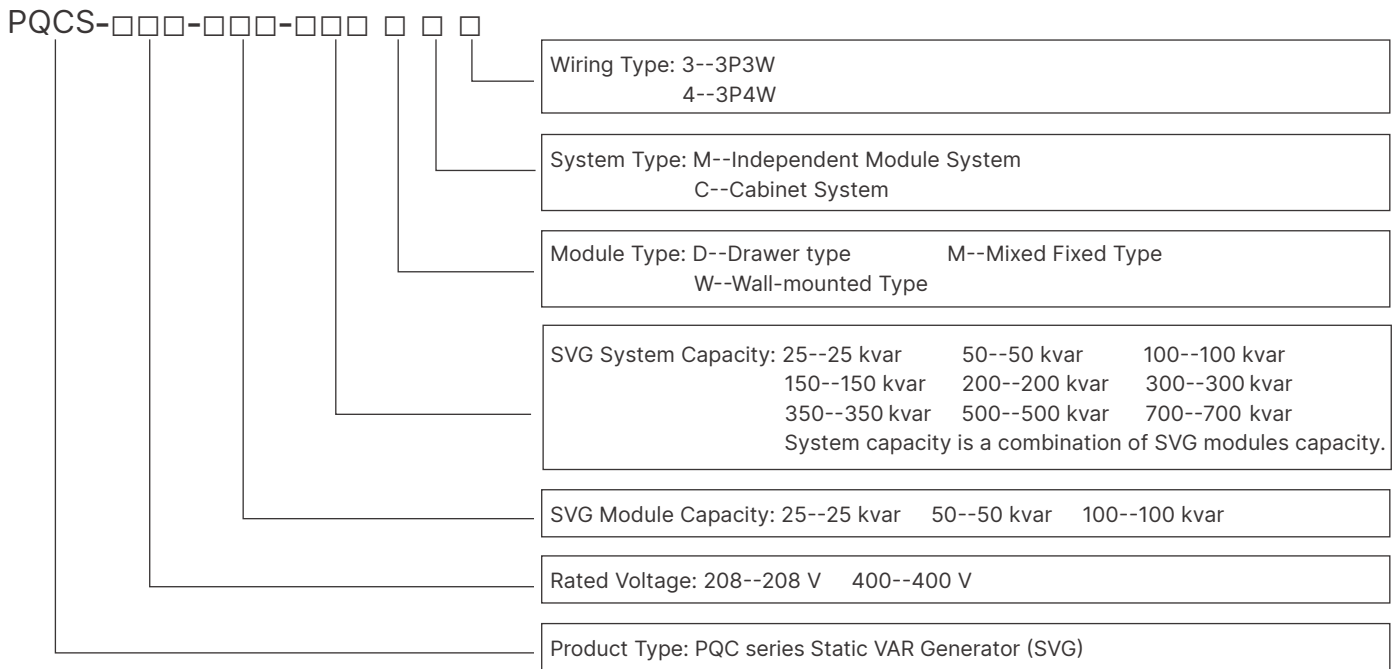 PQCS-□□□-□□□-□□□ □ □ □
Wiring Type: 3--3P3W
4--3P4W
System Type: M--Independent Module System
C--Cabinet System
Module Type: D--Drawer type M--Mixed Fixed Type
W--Wall-mounted Type
SVG System Capacity: 25--25 kvar 50--50 kvar 100--100 kvar
150--150 kvar 200--200 kvar 300--300 kvar
350--350 kvar 500--500 kvar 700--700 kvar
System capacity is a combination of SVG modules capacity.
SVG Module Capacity: 25--25 kvar 50--50 kvar 100--100 kvar
Rated Voltage: 208--208 V 400--400 V
Product Type: PQC series Static VAR Generator (SVG)